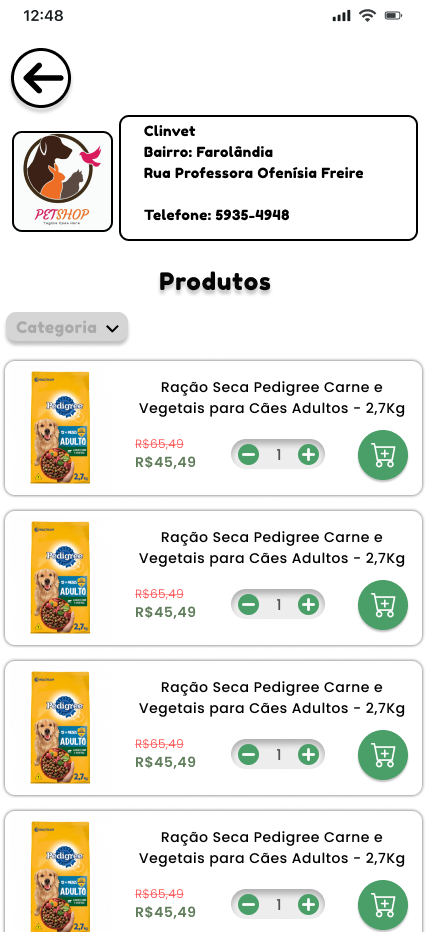 12:48
Clinvet
Bairro: Farolândia
Rua Professora Ofenísia Freire
PETSHOP
Telefone: 5935-4948
Produtos
Categoria
Ração Seca Pedigree Carne e
Vegetais para Cães Adultos - 2,7Kg
Pedigree
ADULTO
2,7
R$65,49
R$45,49
1
Ração Seca Pedigree Carne e
Vegetais para Cães Adultos - 2,7Kg
Pedigree
ADULTO
2,7
R$65,49
R$45,49
1
Ração Seca Pedigree Carne e
Vegetais para Cães Adultos - 2,7Kg
Pedigree
ADULTO
2,7
R$65,49
R$45,49
1
Ração Seca Pedigree Carne e
Vegetais para Cães Adultos - 2,7Kg
Pedigree
ADULTO
2,7
R$65,49
R$45,49
1